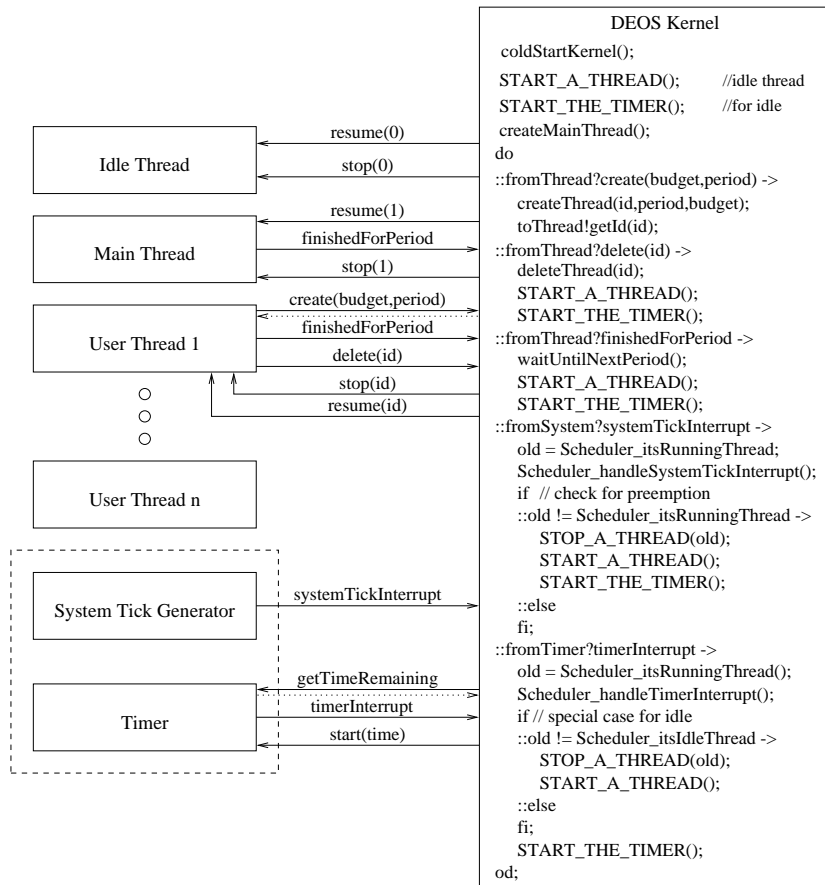 DEOS Kernel
coldStartKernel();
START_A_THREAD(); //idle thread
START_THE_TIMER(); //for idle
createMainThread();
do
::fromThread?create(budget,period) ->
createThread(id,period,budget);
toThread!getId(id);
::fromThread?delete(id) ->
deleteThread(id);
START_A_THREAD();
START_THE_TIMER();
::fromThread?finishedForPeriod ->
waitUntilNextPeriod();
START_A_THREAD();
START_THE_TIMER();
::fromSystem?systemTickInterrupt ->
old = Scheduler_itsRunningThread;
Scheduler_handleSystemTickInterrupt();
if // check for preemption
::old != Scheduler_itsRunningThread ->
STOP_A_THREAD(old);
START_A_THREAD();
START_THE_TIMER();
::else
fi;
::fromTimer?timerInterrupt ->
old = Scheduler_itsRunningThread();
Scheduler_handleTimerInterrupt();
if // special case for idle
::old != Scheduler_itsIdleThread ->
STOP_A_THREAD(old);
START_A_THREAD();
::else
fi;
START_THE_TIMER();
od;
Idle Thread
resume(0)
stop(0)
Main Thread
resume(1)
finishedForPeriod
stop(1)
User Thread 1
create(budget,period)
finishedForPeriod
delete(id)
stop(id)
resume(id)
User Thread n
System Tick Generator
systemTickInterrupt
Timer
getTimeRemaining
timerInterrupt
start(time)